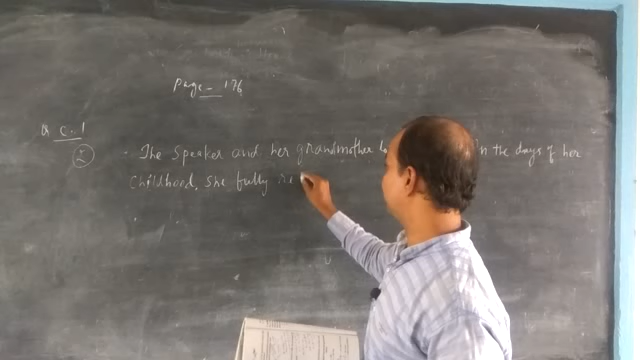 Page - 176
Q C.1
2 . The Speaker and her grandmother in the days of her
childhood, she fully